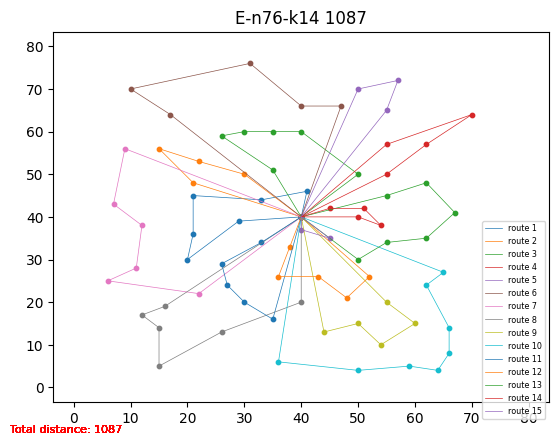 E-n76-k14 1087
80
70
60
50
40
30
20
10
0
0 10 20 30 40 50 60 70 80
route 1
route 2
route 3
route 4
route 5
route 6
route 7
route 8
route 9
route 10
route 11
route 12
route 13
route 14
route 15
Total distance: 1087